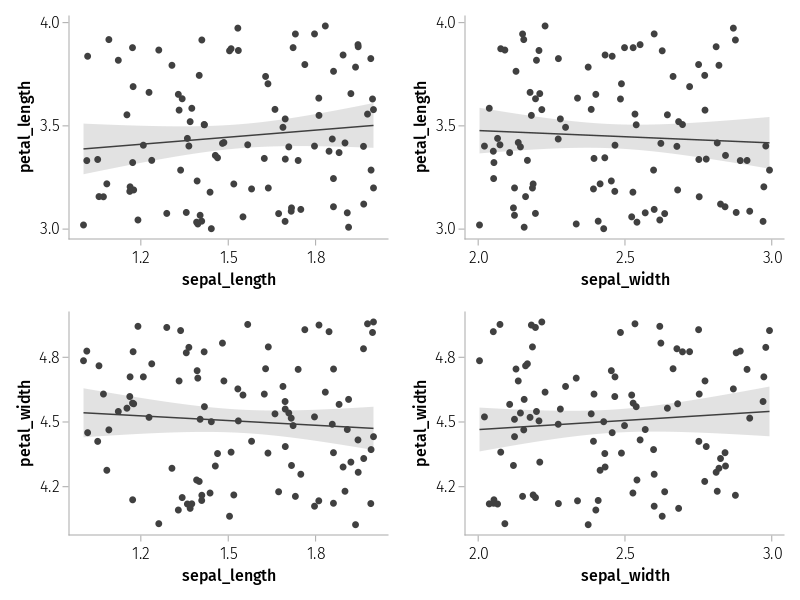 petal_length
4.0
3.5
3.0
1.2 1.5 1.8
sepal_length
petal_length
4.0
3.5
3.0
2.0 2.5 3.0
sepal_width
petal_width
4.8
4.5
4.2
1.2 1.5 1.8
sepal_length
petal_width
4.8
4.5
4.2
2.0 2.5 3.0
sepal_width